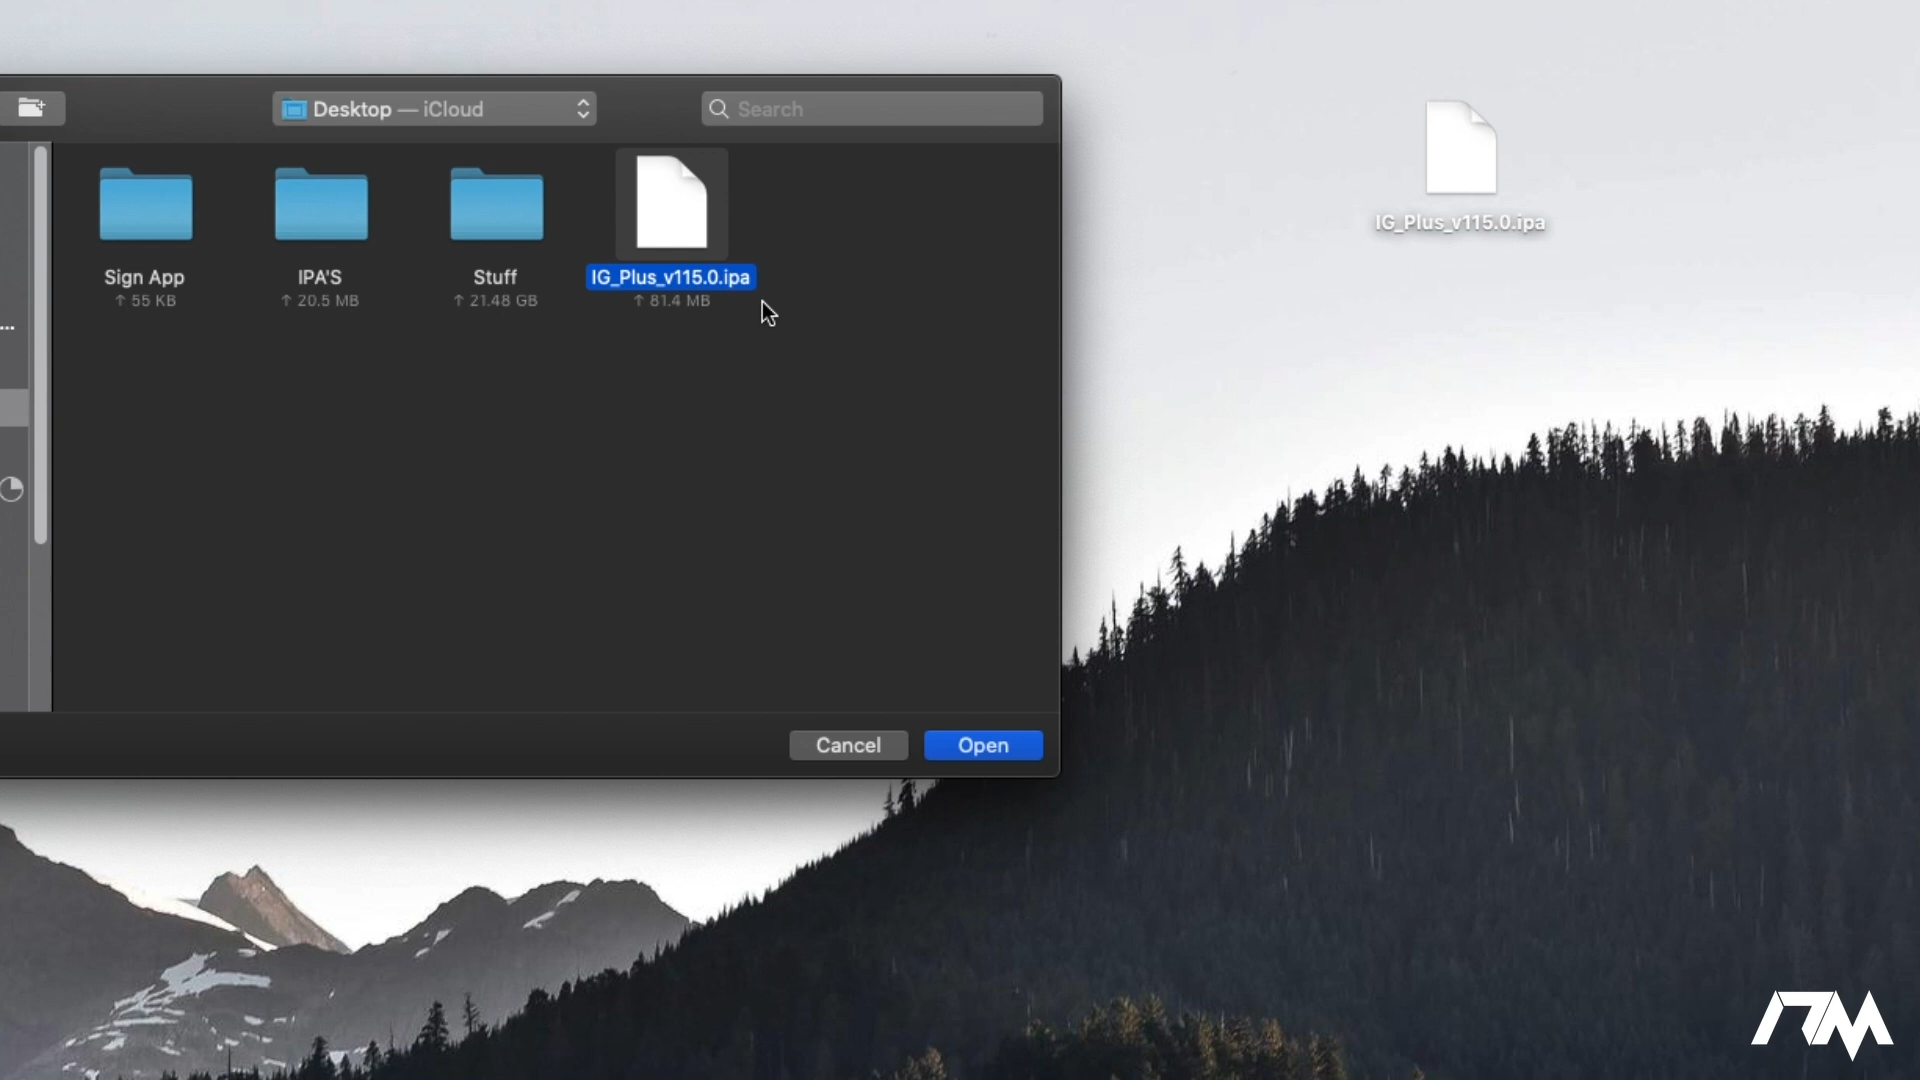 Desktop — iCloud
Search
Sign App
↑ 55 KB
IPA'S
↑ 20.5 MB
Stuff
↑ 21.48 GB
IG_Plus_v115.0.ipa
↑ 81.4 MB
IG_Plus_v115.0.ipa
...
Cancel
Open